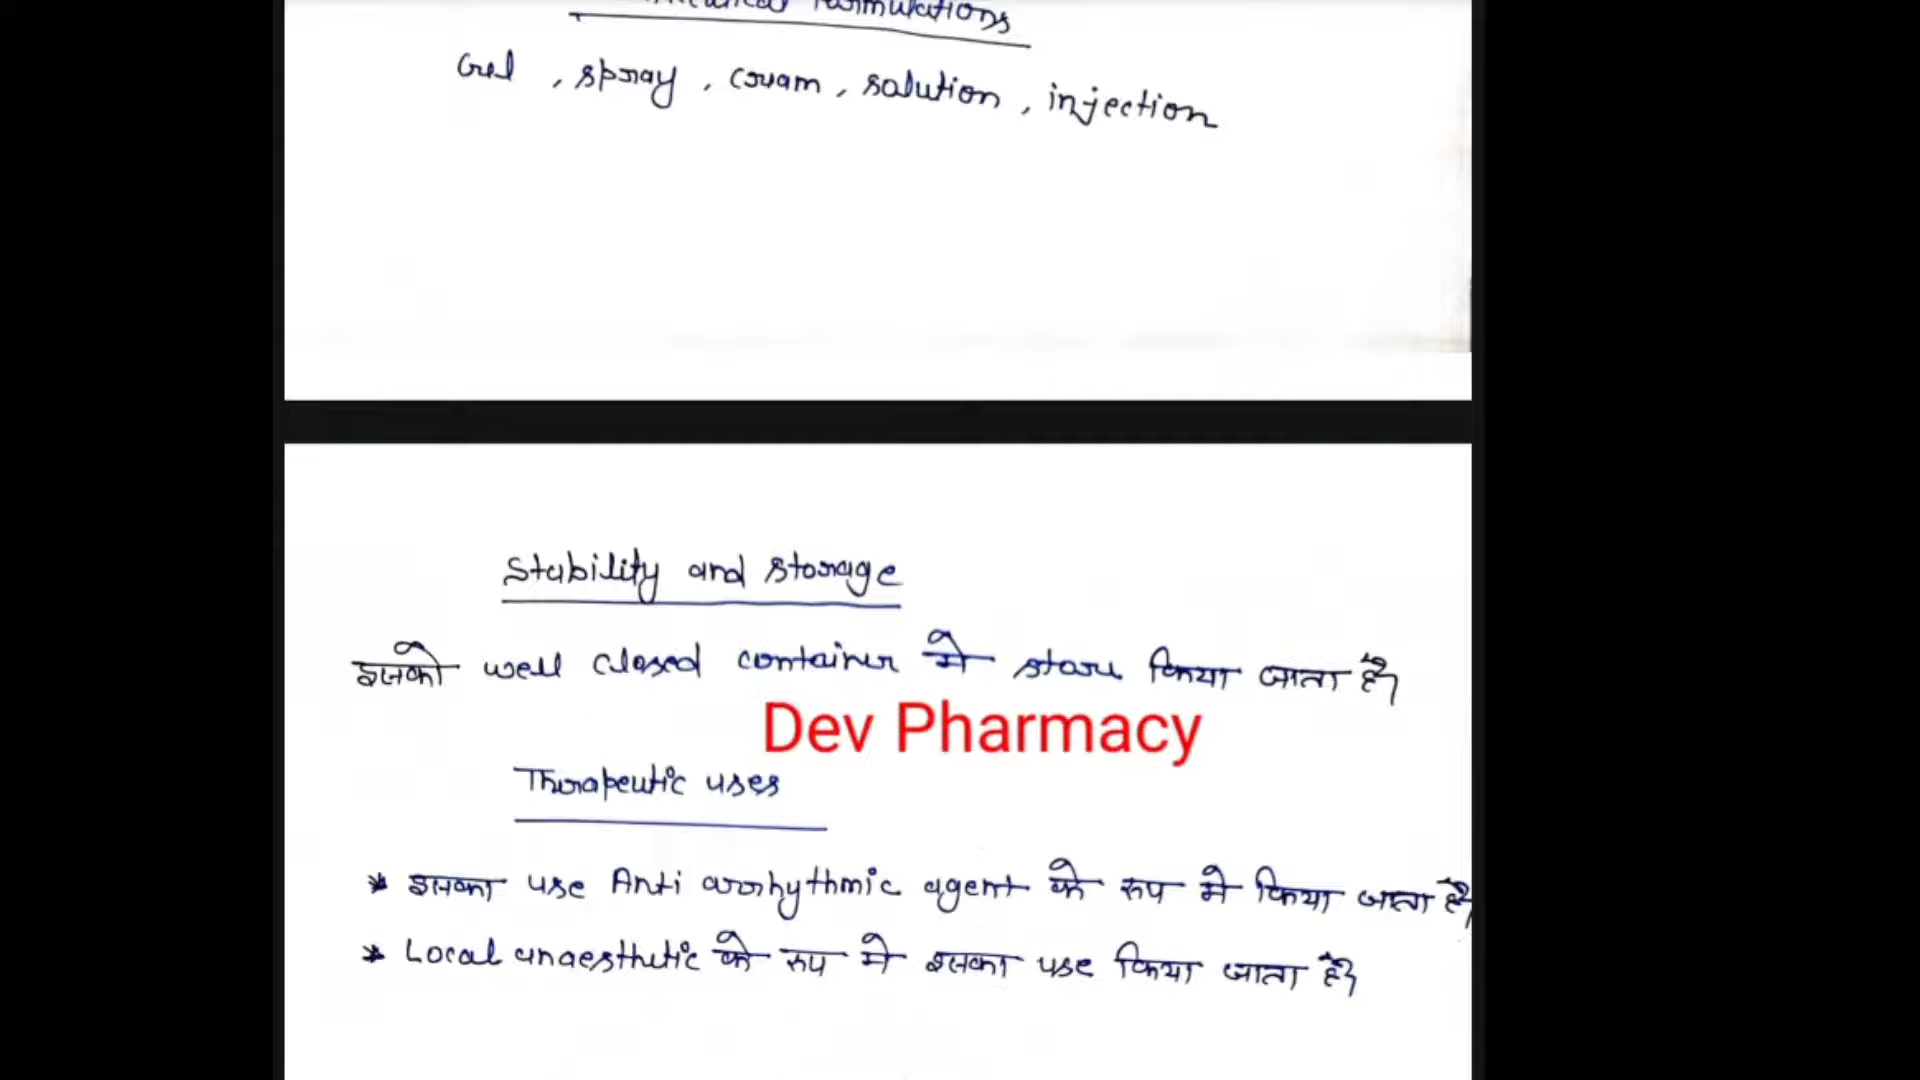 Formulations
Gel , spray , cream , solution , injection
Stability and storage
इसको well closed container मे store किया जाता है
Dev Pharmacy
Therapeutic uses
* इसका use Anti arrhythmic agent के रूप मे किया जाता है
* Local anaesthetic के रूप मे इसका use किया जाता है